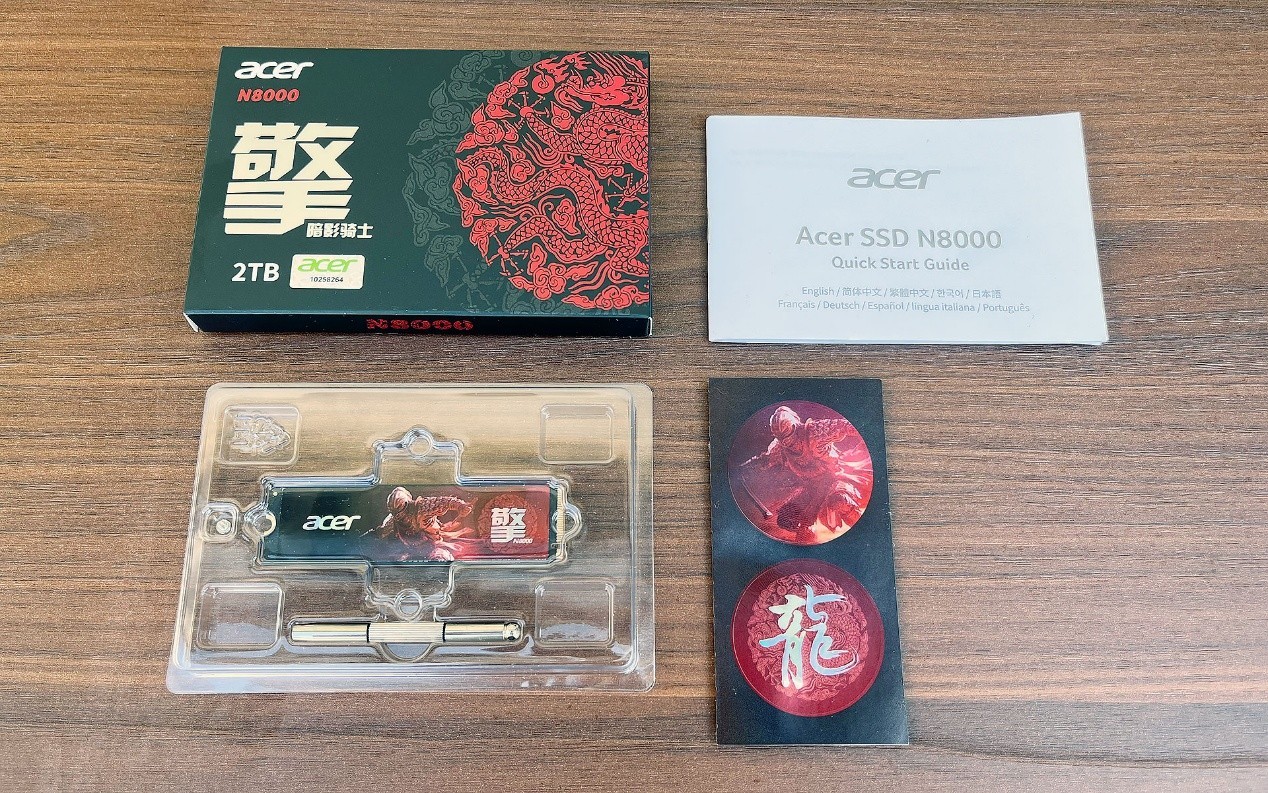 acer
N8000
擎
暗影骑士
2TB
acer
10258264
N8000
acer
Acer SSD N8000
Quick Start Guide
English / 简体中文 / 繁體中文 / 한국어 / 日本語
Français / Deutsch / Español / lingua italiana / Português
acer
擎
N8000
龍